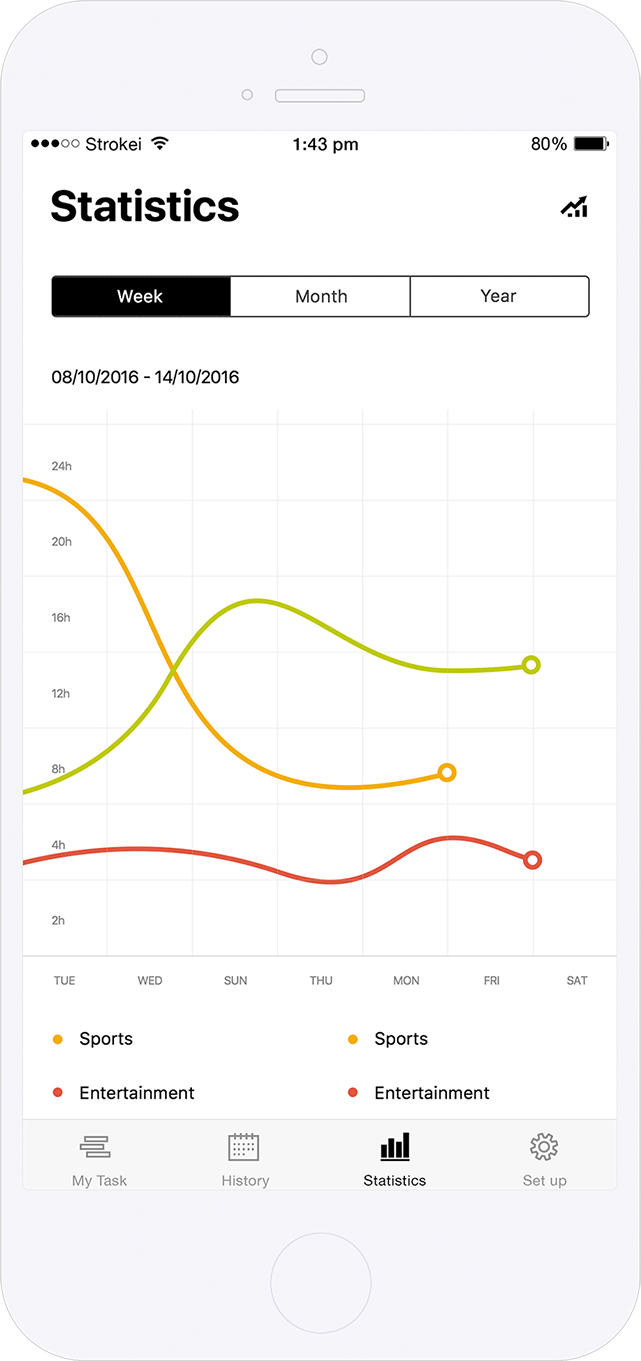 Strokei 1:43 pm 80%
Statistics
Week Month Year
08/10/2016 - 14/10/2016
24h
20h
16h
12h
8h
4h
2h
TUE WED SUN THU MON FRI SAT
Sports Sports
Entertainment Entertainment
My Task History Statistics Set up